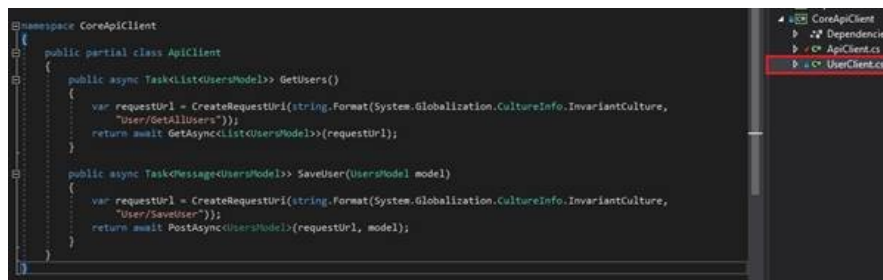 namespace CoreApiClient
{
public partial class ApiClient
{
public async Task<List<UsersModel>> GetUsers()
{
var requestUrl = CreateRequestUri(string.Format(System.Globalization.CultureInfo.InvariantCulture,
"User/GetAllUsers"));
return await GetAsync<List<UsersModel>>(requestUrl);
}
public async Task<Message<UsersModel>> SaveUser(UsersModel model)
{
var requestUrl = CreateRequestUri(string.Format(System.Globalization.CultureInfo.InvariantCulture,
"User/SaveUser"));
return await PostAsync<UsersModel>(requestUrl, model);
}
}
}
CoreApiClient
Dependencie
C# ApiClient.cs
C# UserClient.cs